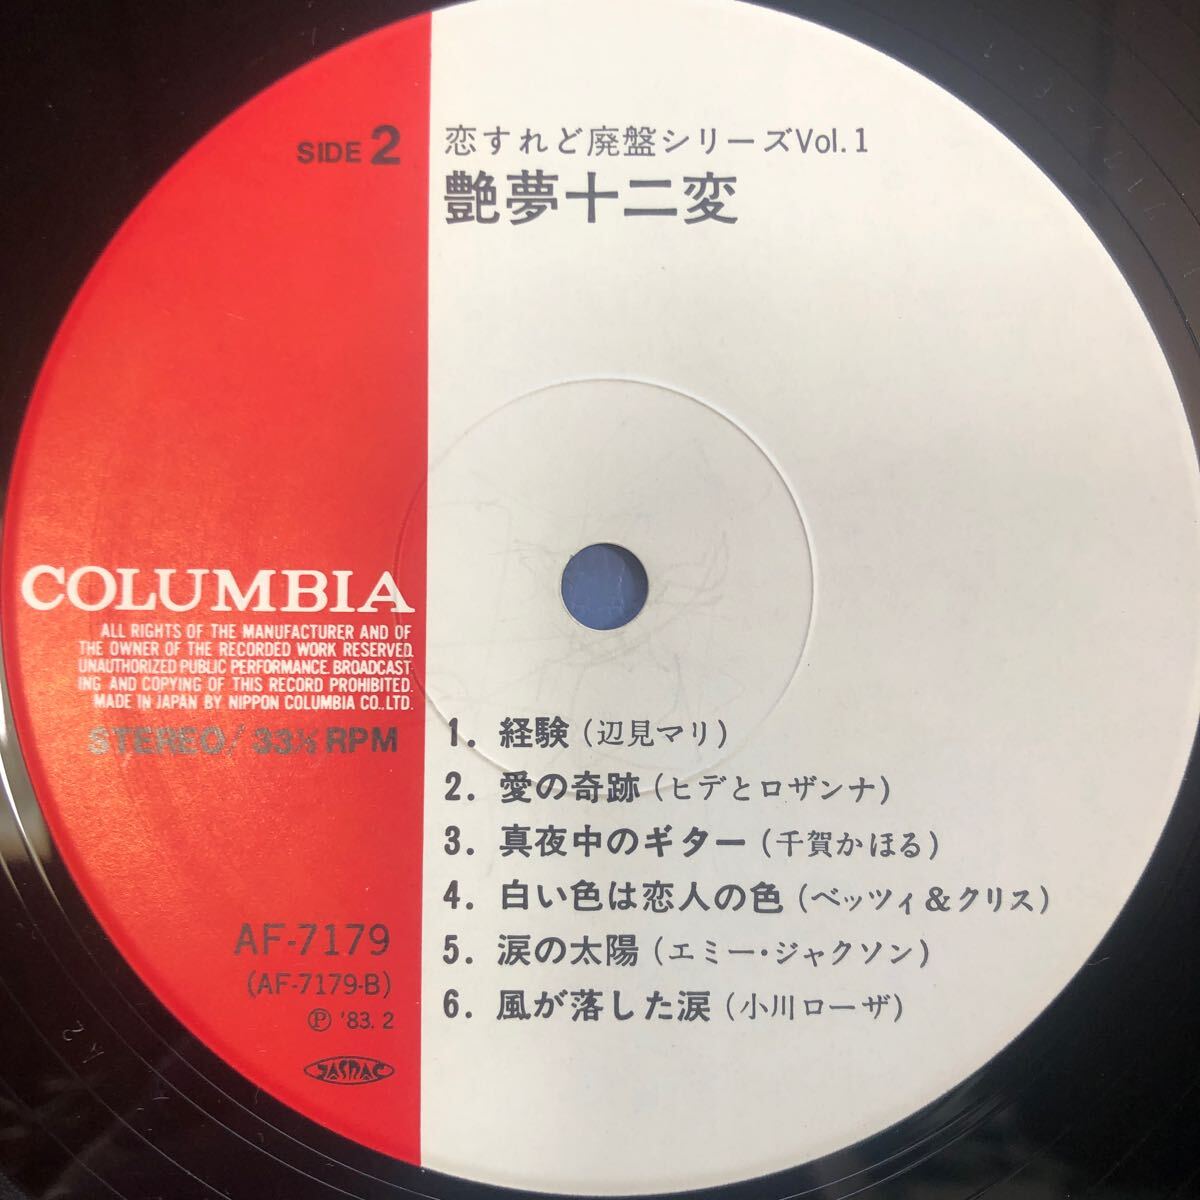 SIDE 2
恋すれど廃盤シリーズVol.1
艶夢十二変
COLUMBIA
ALL RIGHTS OF THE MANUFACTURER AND OF
THE OWNER OF THE RECORDED WORK RESERVED.
UNAUTHORIZED PUBLIC PERFORMANCE. BROADCAST-
ING AND COPYING OF THIS RECORD PROHIBITED.
MADE IN JAPAN BY NIPPON COLUMBIA CO., LTD.
STEREO/33⅓RPM
1. 経験(辺見マリ)
2. 愛の奇跡(ヒデとロザンナ)
3. 真夜中のギター(千賀かほる)
4. 白い色は恋人の色(ベッツィ&クリス)
5. 涙の太陽(エミー・ジャクソン)
6. 風が落した涙(小川ローザ)
AF-7179
(AF-7179-B)
Ⓟ '83.2
JASRAC